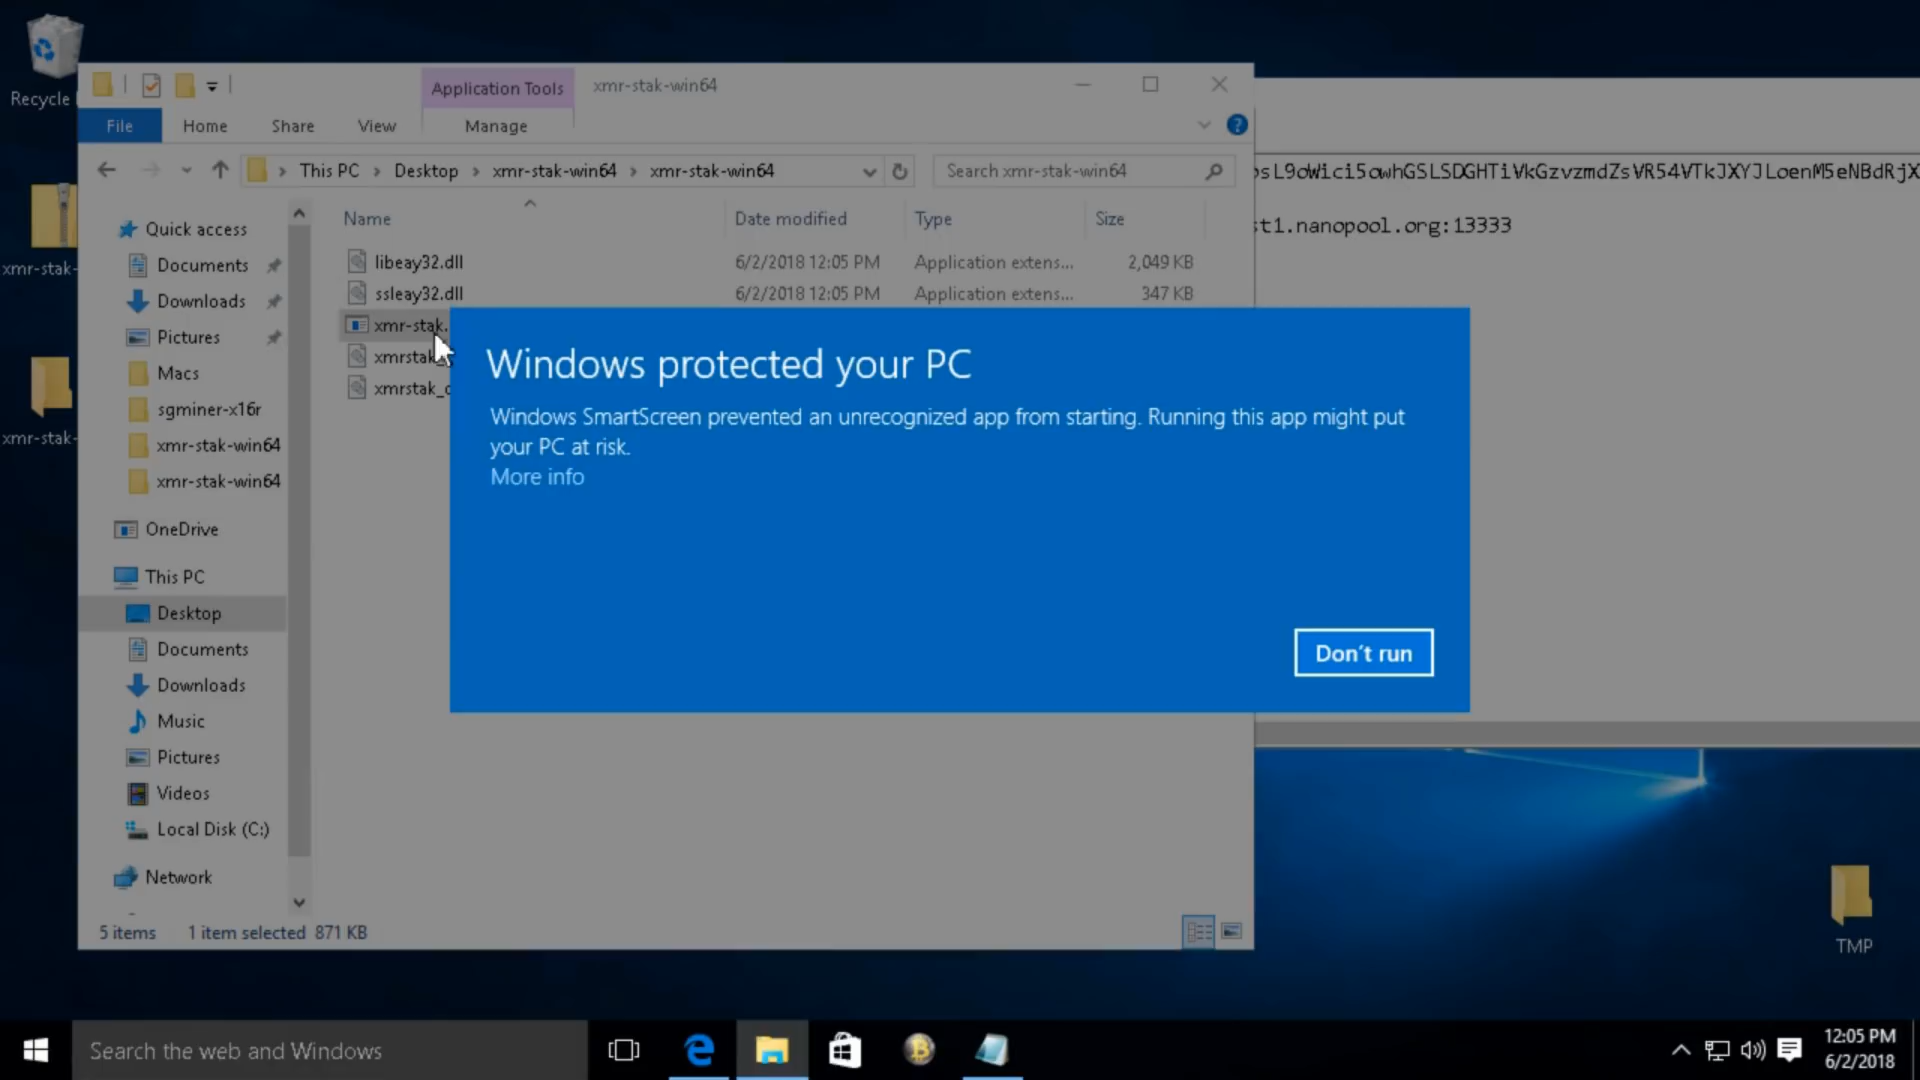 Recycle
Application Tools
xmr-stak-win64
File
Home
Share
View
Manage
This PC
Desktop
xmr-stak-win64
xmr-stak-win64
Search xmr-stak-win64
Name
Date modified
Type
Size
libeay32.dll
6/2/2018 12:05 PM
Application extens...
2,049 KB
ssleay32.dll
6/2/2018 12:05 PM
Application extens...
347 KB
xmr-stak.
xmrstak_
xmrstak_c
Quick access
Documents
Downloads
Pictures
Macs
sgminer-x16r
xmr-stak-win64
xmr-stak-win64
OneDrive
This PC
Desktop
Documents
Downloads
Music
Pictures
Videos
Local Disk (C:)
Network
5 items
1 item selected 871 KB
xmr-stak-
xmr-stak-
st1.nanopool.org:13333
Windows protected your PC
Windows SmartScreen prevented an unrecognized app from starting. Running this app might put
your PC at risk.
More info
Don't run
TMP
Search the web and Windows
12:05 PM
6/2/2018